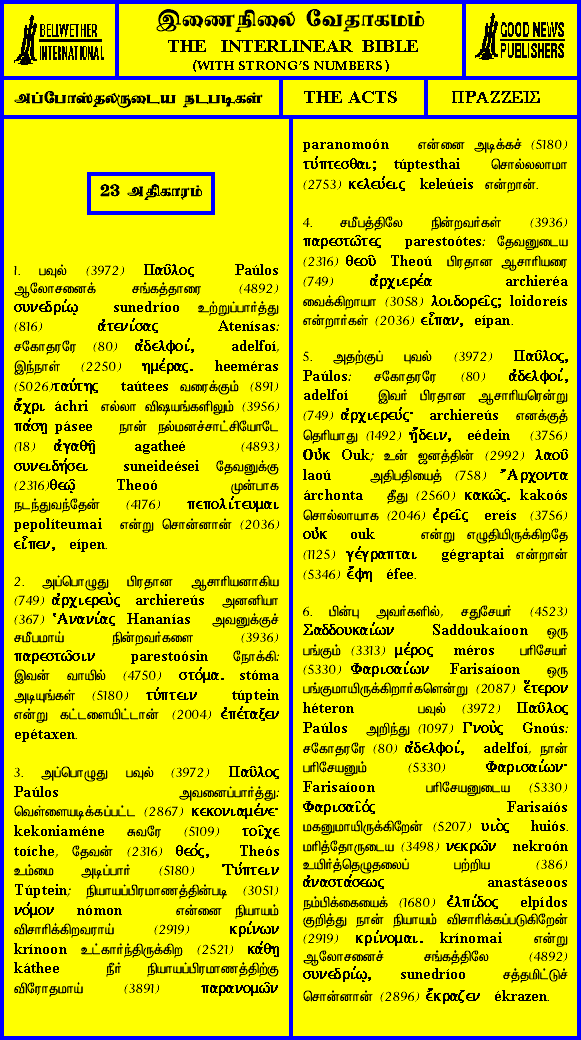 BELLWETHER
INTERNATIONAL
இணைநிலை வேதாகமம்
THE INTERLINEAR BIBLE
(WITH STRONG'S NUMBERS)
GOOD NEWS
PUBLISHERS
அப்போஸ்தலருடைய நடபடிகள்
THE ACTS
ΠΡΑΖΖΕΙΣ
23 அதிகாரம்
1. பவுல் (3972) Παῦλος Paúlos
ஆலோசனைக் சங்கத்தாரை (4892)
συνεδρίῳ sunedríoo உற்றுப்பார்த்து
(816) ἀτενίσας Atenísas:
சகோதரரே (80) ἀδελφοί, adelfoí,
இந்நாள் (2250) ημέρας. heeméras
(5026)ταύτης taútees வரைக்கும் (891)
ἄχρι áchri எல்லா விஷயங்களிலும் (3956)
πάσῃ pásee நான் நல்மனச்சாட்சியோடே
(18) ἀγαθῇ agatheé (4893)
συνειδήσει suneideései தேவனுக்கு
(2316)θεῷ Theoó முன்பாக
நடந்துவந்தேன் (4176) πεπολίτευμαι
pepolíteumai என்று சொன்னான் (2036)
εἶπεν, eípen.
2. அப்பொழுது பிரதான ஆசாரியனாகிய
(749) ἀρχιερεὺς archiereús அனனியா
(367) Ἁνανίας Hananías அவனுக்குச்
சமீபமாய் நின்றவர்களை (3936)
παρεστῶσιν parestoósin நோக்கி:
இவன் வாயில் (4750) στόμα. stóma
அடியுங்கள் (5180) τύπτειν túptein
என்று கட்டளையிட்டான் (2004) ἐπέταξεν
epétaxen.
3. அப்பொழுது பவுல் (3972) Παῦλος
Paúlos அவனைப்பார்த்து:
வெள்ளையடிக்கப்பட்ட (2867) κεκονιαμένε·
kekoniaméne சுவரே (5109) τοῖχε
toíche, தேவன் (2316) θεός, Theós
உம்மை அடிப்பார் (5180) Τύπτειν
Túptein; நியாயப்பிரமாணத்தின்படி (3051)
νόμον nómon என்னை நியாயம்
விசாரிக்கிறவராய் (2919) κρίνων
krínoon உட்கார்ந்திருக்கிற (2521) κάθῃ
káthee நீர் நியாயப்பிரமாணத்திற்கு
விரோதமாய் (3891) παρανομῶν
paranomoón என்னை அடிக்கச் (5180)
τύπτεσθαι; túptesthai சொல்லலாமா
(2753) κελεύεις keleúeis என்றான்.
4. சமீபத்திலே நின்றவர்கள் (3936)
παρεστῶτες parestoótes: தேவனுடைய
(2316) θεοῦ Theoú பிரதான ஆசாரியரை
(749) ἀρχιερέα archieréa
வைக்கிறாயா (3058) λοιδορεῖς; loidoreís
என்றார்கள் (2036) εἶπαν, eípan.
5. அதற்குப் புவல் (3972) Παῦλος,
Paúlos: சகோதரரே (80) ἀδελφοι,
adelfoí இவர் பிரதான ஆசாரியரென்று
(749) ἀρχιερεύς· archiereús எனக்குத்
தெரியாது (1492) ᾔδειν, eédein (3756)
Οὐκ Ouk; உன் ஜனத்தின் (2992) λαοῦ
laoú அதிபதியைத் (758) Ἄρχοντα
árchonta தீது (2560) κακῶς. kakoós
சொல்லாயாக (2046) ἐρεῖς ereís (3756)
οὐκ ouk என்று எழுதியிருக்கிறதே
(1125) γέγραπται gégraptai என்றான்
(5346) ἔφη éfee.
6. பின்பு அவர்களில், சதுசேயர் (4523)
Σαδδουκαίων Saddoukaíoon ஒரு
பங்கும் (3313) μέρος méros பரிசேயர்
(5330) Φαρισαίων Farisaíoon ஒரு
பங்குமாயிருக்கிறார்களென்று (2087) ἕτερον
héteron பவுல் (3972) Παῦλος
Paúlos அறிந்து (1097) Γνοὺς Gnoús:
சகோதரரே (80) ἀδελφοί, adelfoí, நான்
பரிசேயனும் (5330) Φαρισαίων·
Farisaíoon பரிசேயனுடைய (5330)
Φαρισαῖός Farisaíós
மகனுமாயிருக்கிறேன் (5207) υιὸς huiós.
மரித்தோருடைய (3498) νεκρῶν nekroón
உயிர்த்தெழுதலைப் பற்றிய (386)
ἀναστάσεως anastáseoos
நம்பிக்கையைக் (1680) ἐλπίδος elpídos
குறித்து நான் நியாயம் விசாரிக்கப்படுகிறேன்
(2919) κρίνομαι. krínomai என்று
ஆலோசனைச் சங்கத்திலே (4892)
συνεδρίῳ, sunedríoo சத்தமிட்டுச்
சொன்னான் (2896) ἔκραζεν ékrazen.